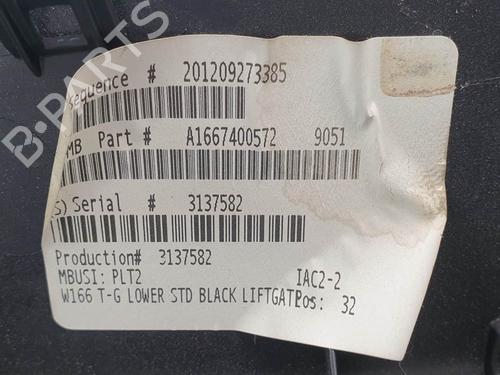 Sequence # 201209273385
MB Part # A1667400572 9051
(S) Serial # 3137582
Production# 3137582
MBUSI: PLT2 IAC2-2
W166 T-G LOWER STD BLACK LIFTGATE Pos: 32
B-PARTS